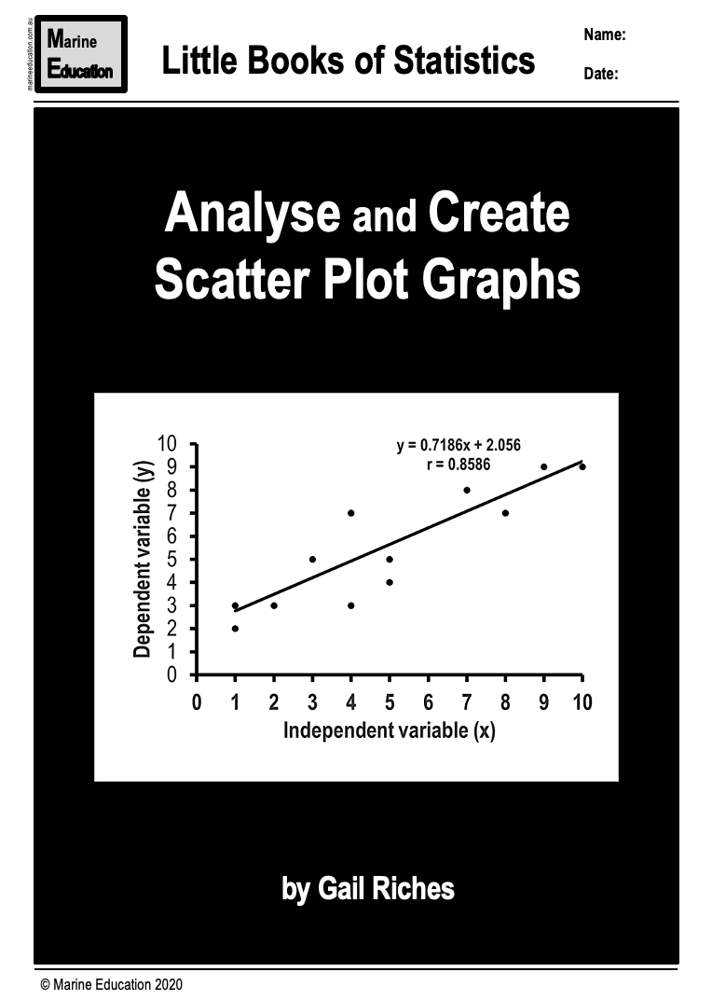 marineeducation.com.au
Marine
Education
Little Books of Statistics
Name:
Date:
Analyse and Create
Scatter Plot Graphs
y = 0.7186x + 2.056
r = 0.8586
Dependent variable (y)
10
9
8
7
6
5
4
3
2
1
0
0 1 2 3 4 5 6 7 8 9 10
Independent variable (x)
by Gail Riches
© Marine Education 2020